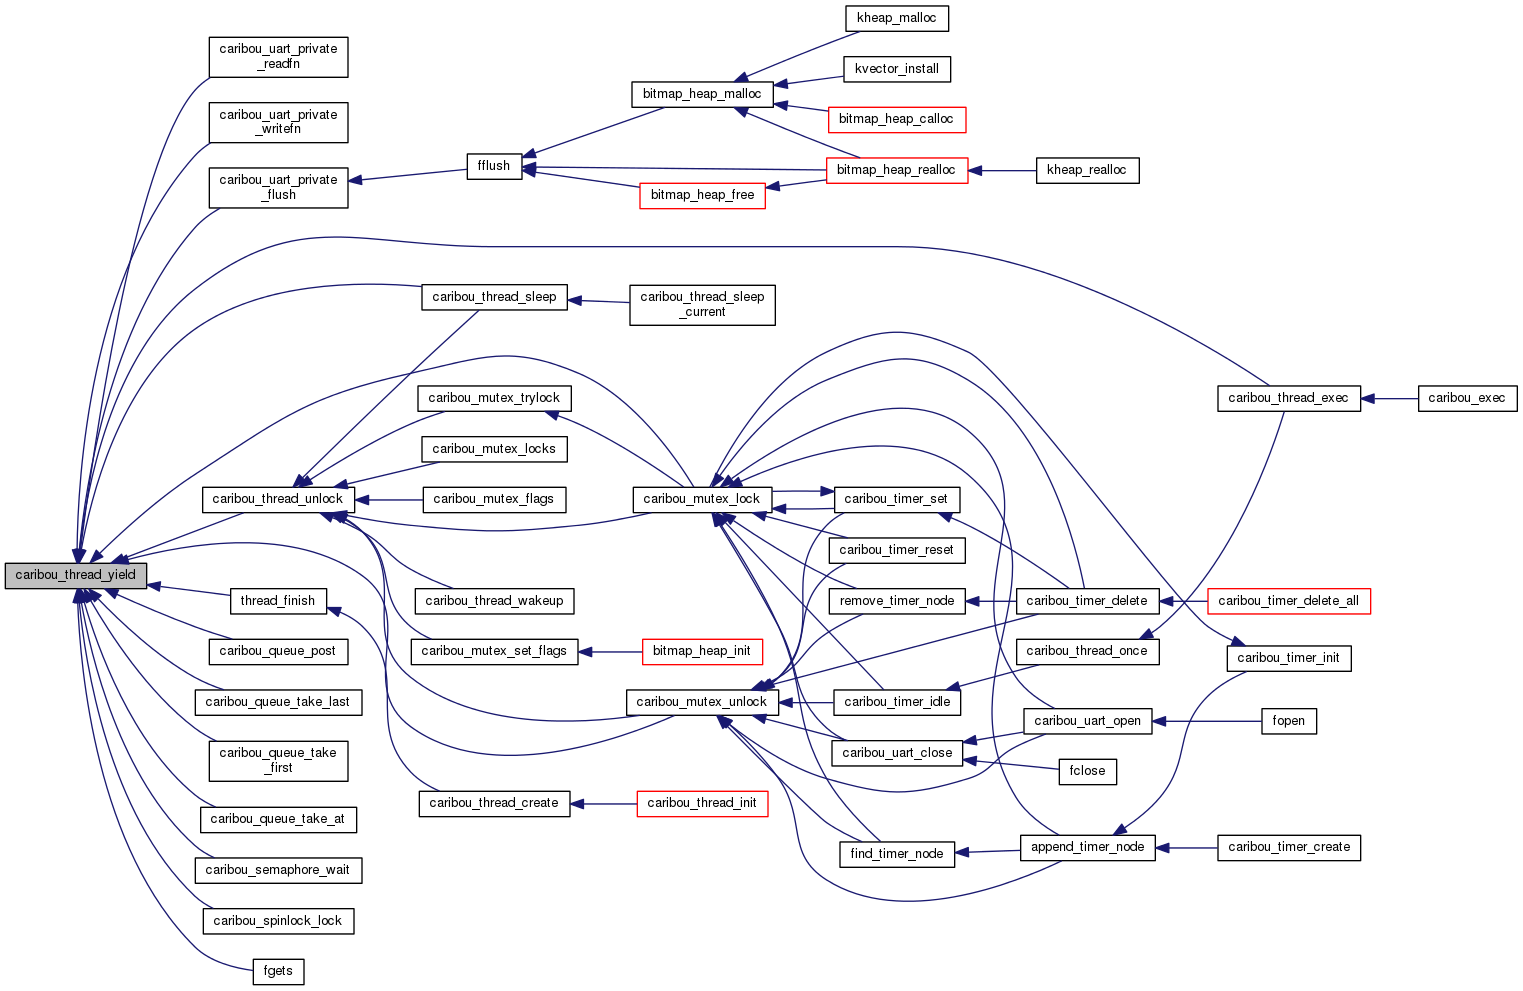 kheap_malloc
caribou_uart_private
_readfn
kvector_install
bitmap_heap_malloc
caribou_uart_private
_writefn
bitmap_heap_calloc
fflush
bitmap_heap_realloc
kheap_realloc
caribou_uart_private
_flush
bitmap_heap_free
caribou_thread_sleep
caribou_thread_sleep
_current
caribou_mutex_trylock
caribou_thread_exec
caribou_exec
caribou_mutex_locks
caribou_thread_unlock
caribou_mutex_flags
caribou_mutex_lock
caribou_timer_set
caribou_timer_reset
caribou_thread_yield
thread_finish
caribou_thread_wakeup
remove_timer_node
caribou_timer_delete
caribou_timer_delete_all
caribou_queue_post
caribou_mutex_set_flags
bitmap_heap_init
caribou_thread_once
caribou_timer_init
caribou_queue_take_last
caribou_mutex_unlock
caribou_timer_idle
caribou_uart_open
fopen
caribou_queue_take
_first
caribou_uart_close
fclose
caribou_thread_create
caribou_thread_init
caribou_queue_take_at
find_timer_node
append_timer_node
caribou_timer_create
caribou_semaphore_wait
caribou_spinlock_lock
fgets